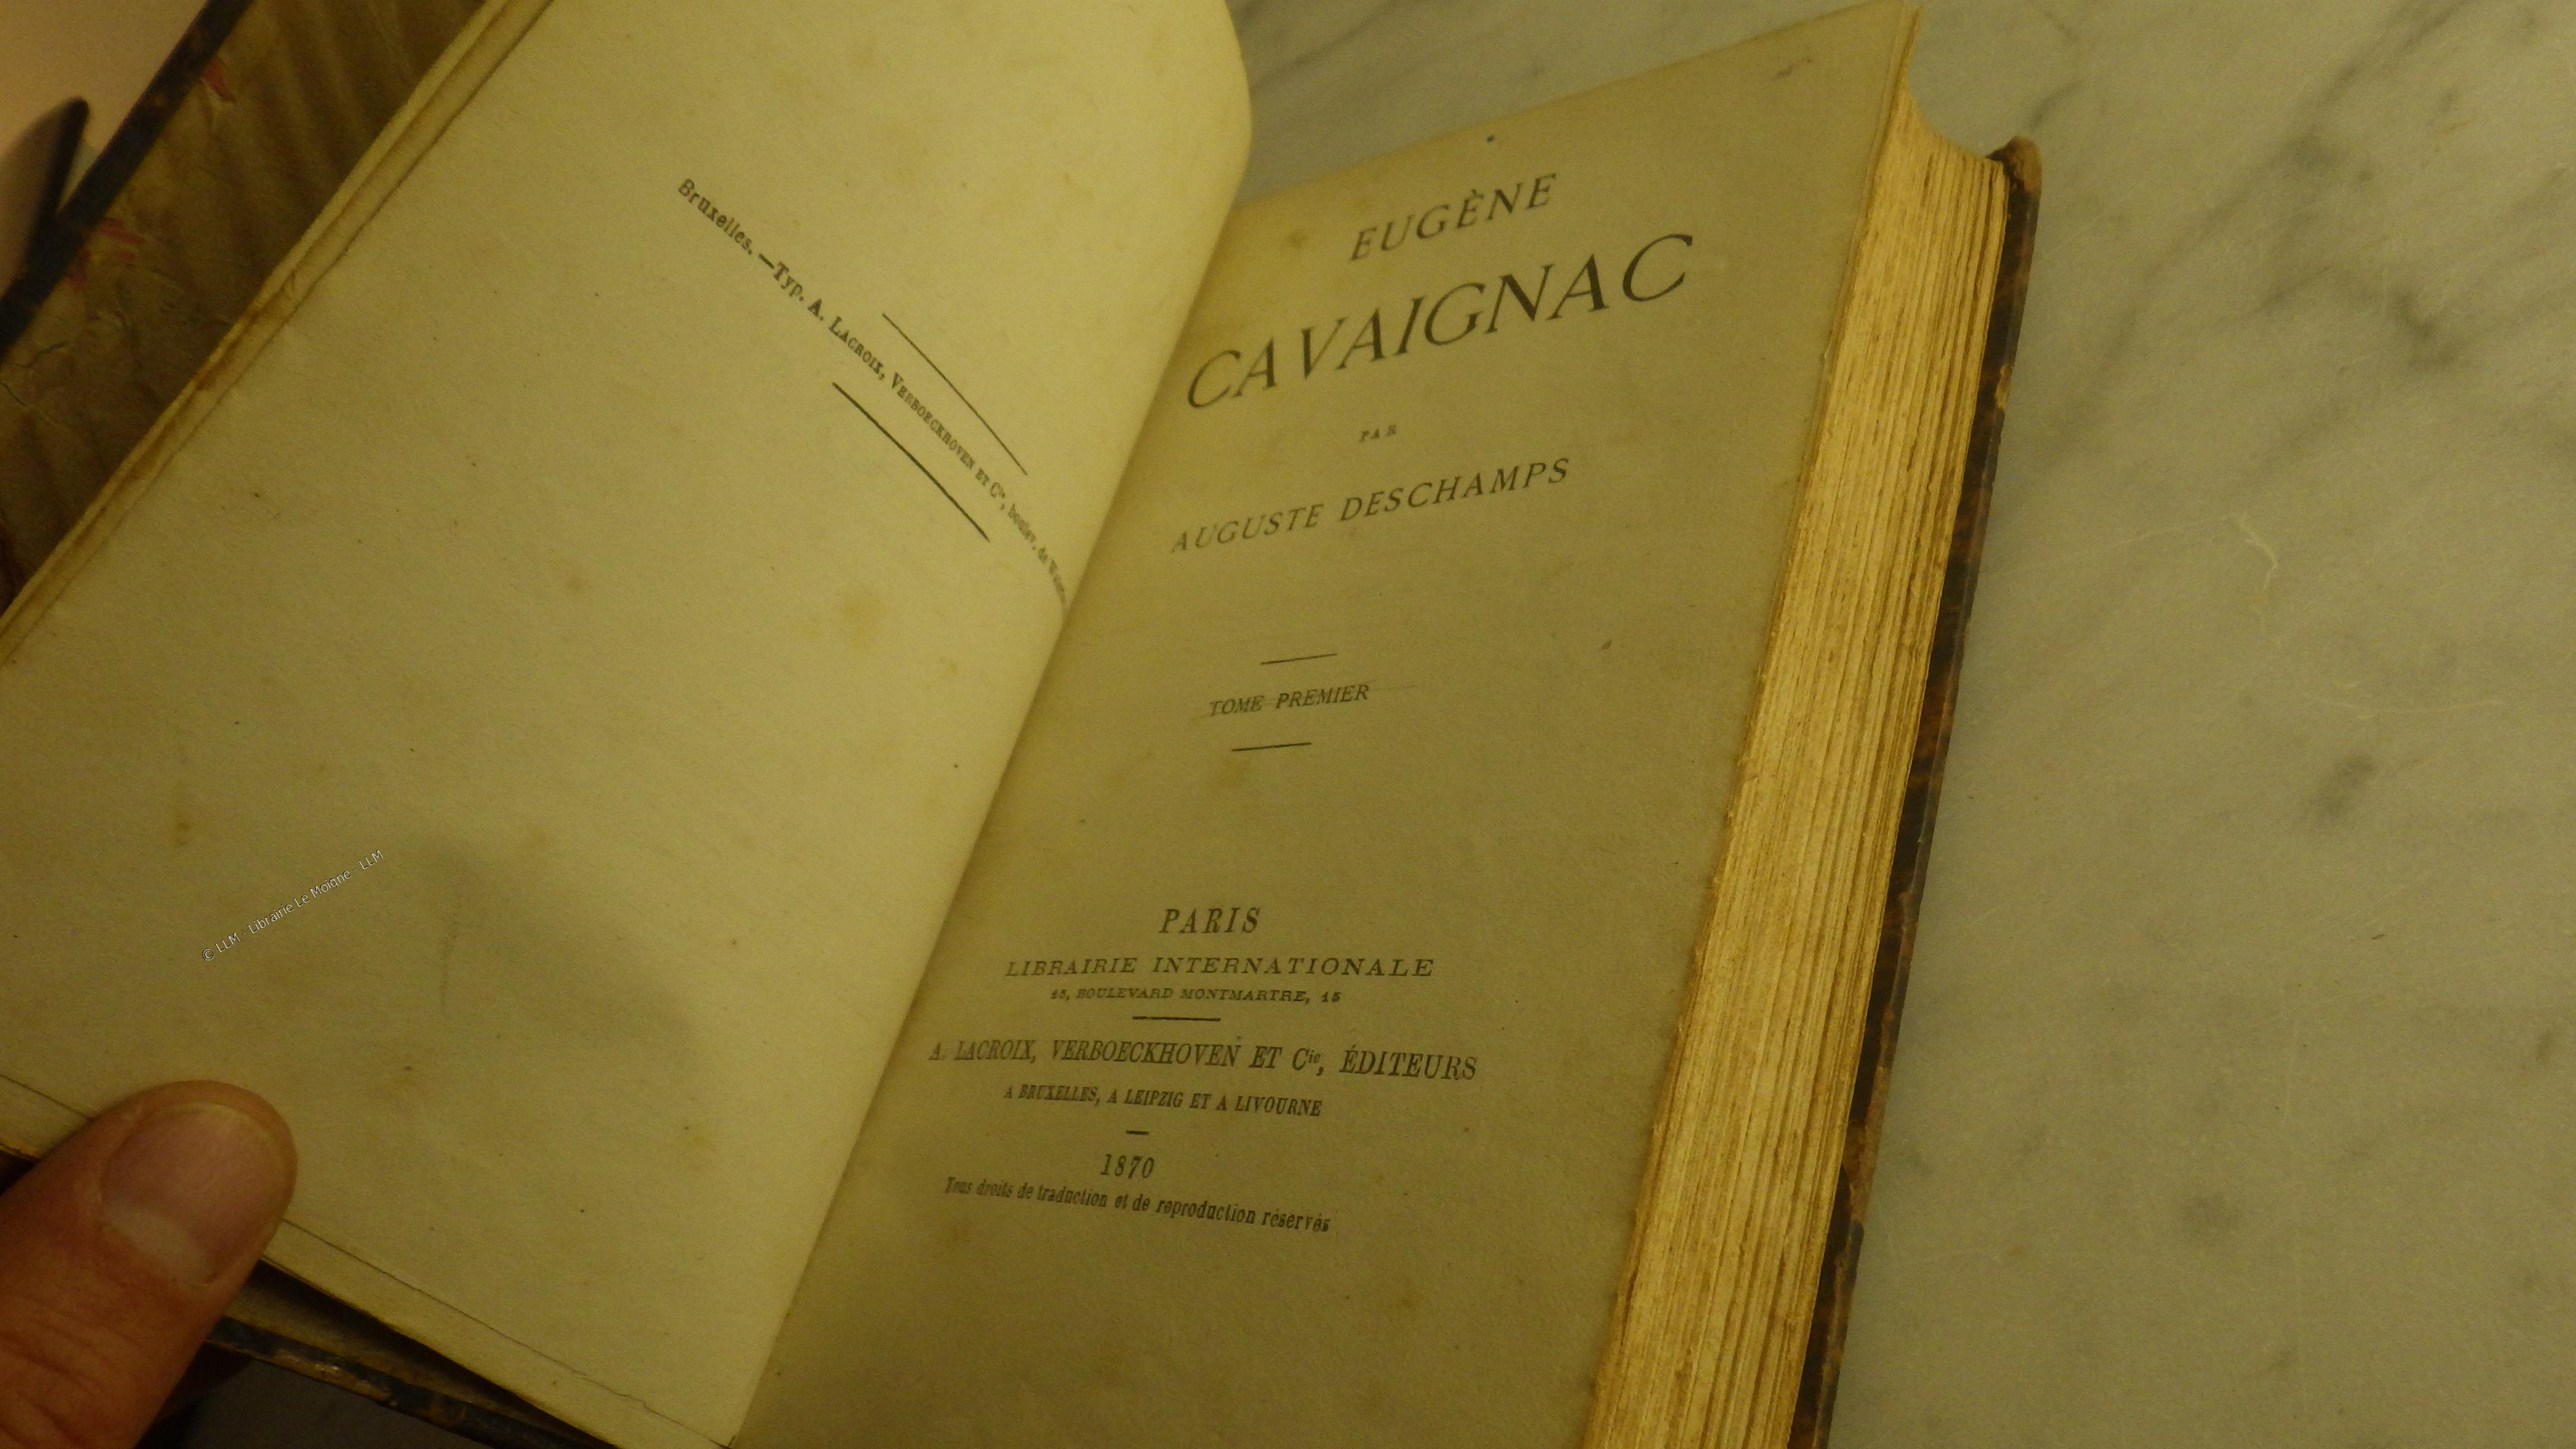 Bruxelles. — Typ. A. LACROIX, VERBOECKHOVEN ET Cie, boulev. de
© LLM - Librairie Le Moigne - LLM
EUGÈNE
CAVAIGNAC
PAR
AUGUSTE DESCHAMPS
TOME PREMIER
PARIS
LIBRAIRIE INTERNATIONALE
15, BOULEVARD MONTMARTRE, 15
A. LACROIX, VERBOECKHOVEN ET Cie, ÉDITEURS
A BRUXELLES, A LEIPZIG ET A LIVOURNE
1870
Tous droits de traduction et de reproduction réservés